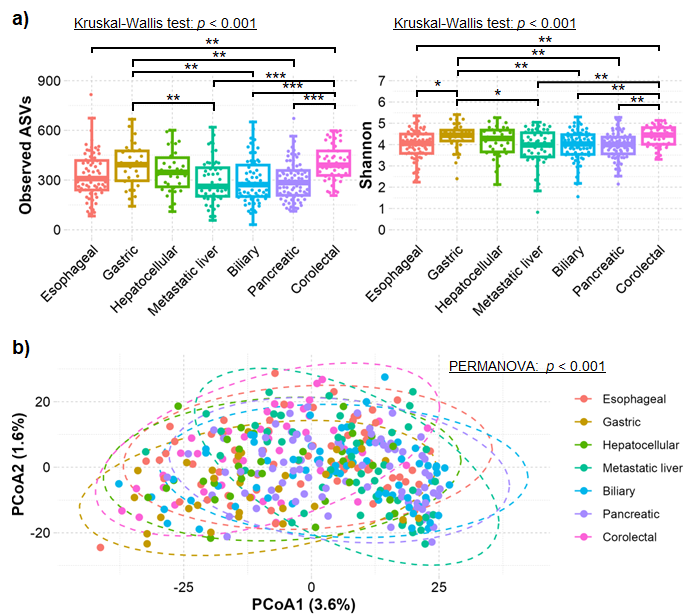 a)
Kruskal-Wallis test: p < 0.001
**
**
**
***
***
** ***
Observed ASVs
900
600
300
0
Esophageal
Gastric
Hepatocellular
Metastatic liver
Biliary
Pancreatic
Corolectal
Kruskal-Wallis test: p < 0.001
**
**
**
**
* **
* **
Shannon
7
6
5
4
3
2
1
0
Esophageal
Gastric
Hepatocellular
Metastatic liver
Biliary
Pancreatic
Corolectal
b)
PERMANOVA: p < 0.001
PCoA2 (1.6%)
20
0
-20
-25
0
25
PCoA1 (3.6%)
Esophageal
Gastric
Hepatocellular
Metastatic liver
Biliary
Pancreatic
Corolectal